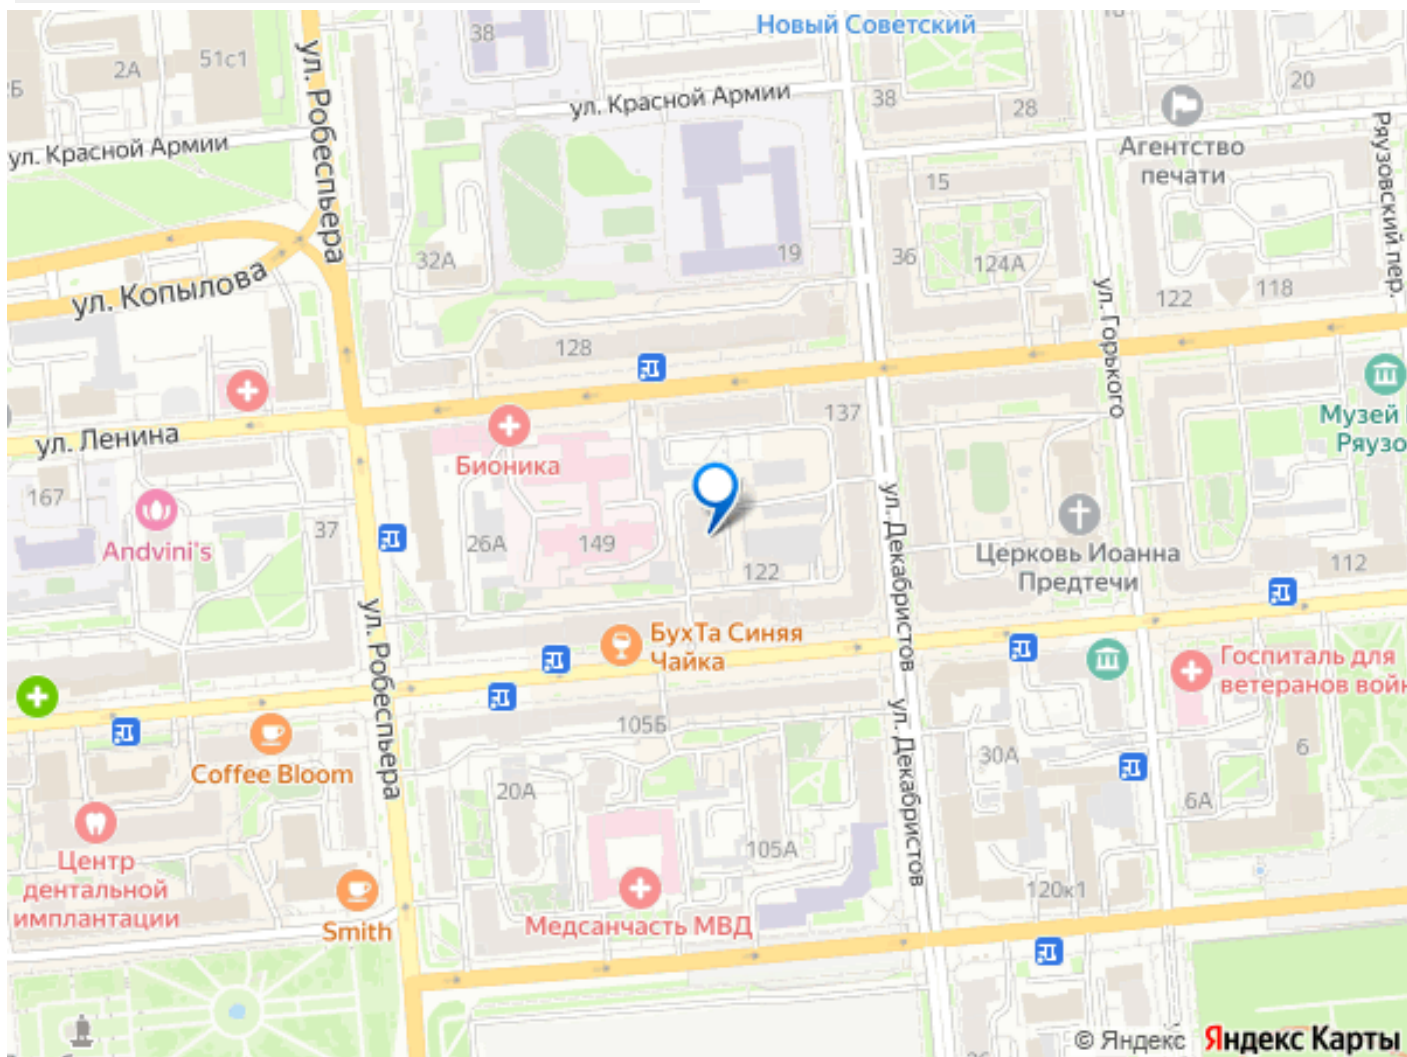 Новый Советский
38
51с1
2А
ул. Робеспьера
ул. Красной Армии
38
28
20
ул. Красной Армии
Агентство
печати
Ряузовский пер.
15
19
36
124А
32А
ул. Копылова
122
118
ул. Горького
128
137
ул. Ленина
Бионика
Музей
Ряузо
167
Andvini's
37
26А
149
122
ул. Декабристов
Церковь Иоанна
Предтечи
112
ул. Робеспьера
БухТа Синяя
Чайка
Госпиталь для
ветеранов войн
105Б
ул. Декабристов
30А
6
Coffee Bloom
20А
6А
105А
Центр
дентальной
имплантации
120к1
Smith
Медсанчасть МВД
© Яндекс Яндекс Карты